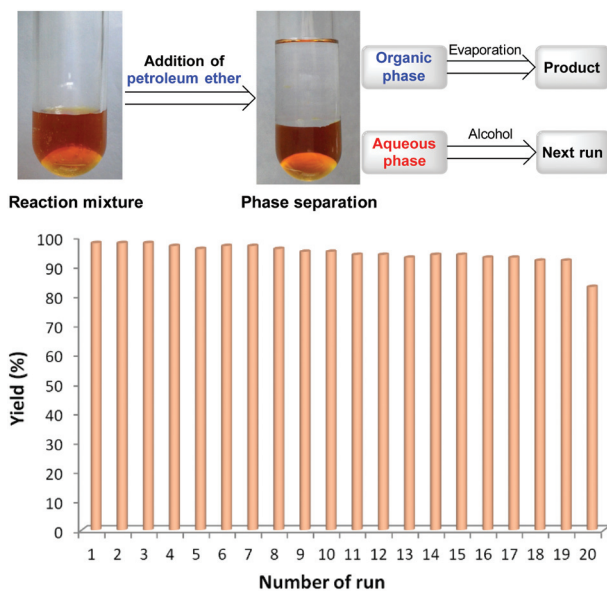 Addition of
petroleum ether
Organic
phase
Evaporation
Product
Aqueous
phase
Alcohol
Next run
Reaction mixture
Phase separation
Yield (%)
100
90
80
70
60
50
40
30
20
10
0
1 2 3 4 5 6 7 8 9 10 11 12 13 14 15 16 17 18 19 20
Number of run